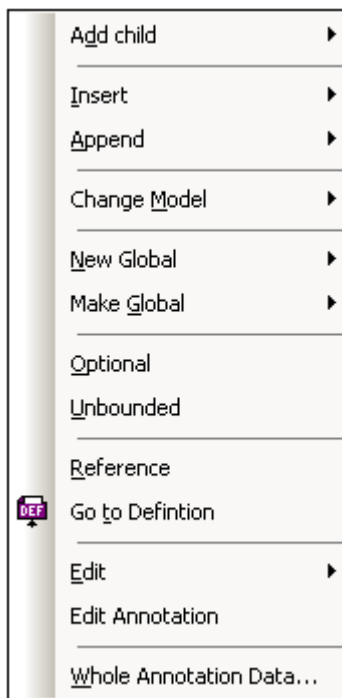 Add child
Insert
Append
Change Model
New Global
Make Global
Optional
Unbounded
Reference
DEF Go to Defintion
Edit
Edit Annotation
Whole Annotation Data...